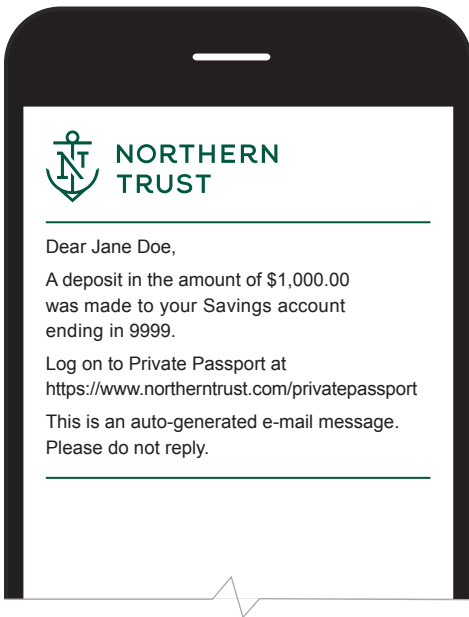 NT
NORTHERN
TRUST
Dear Jane Doe,
A deposit in the amount of $1,000.00
was made to your Savings account
ending in 9999.
Log on to Private Passport at
https://www.northerntrust.com/privatepassport
This is an auto-generated e-mail message.
Please do not reply.